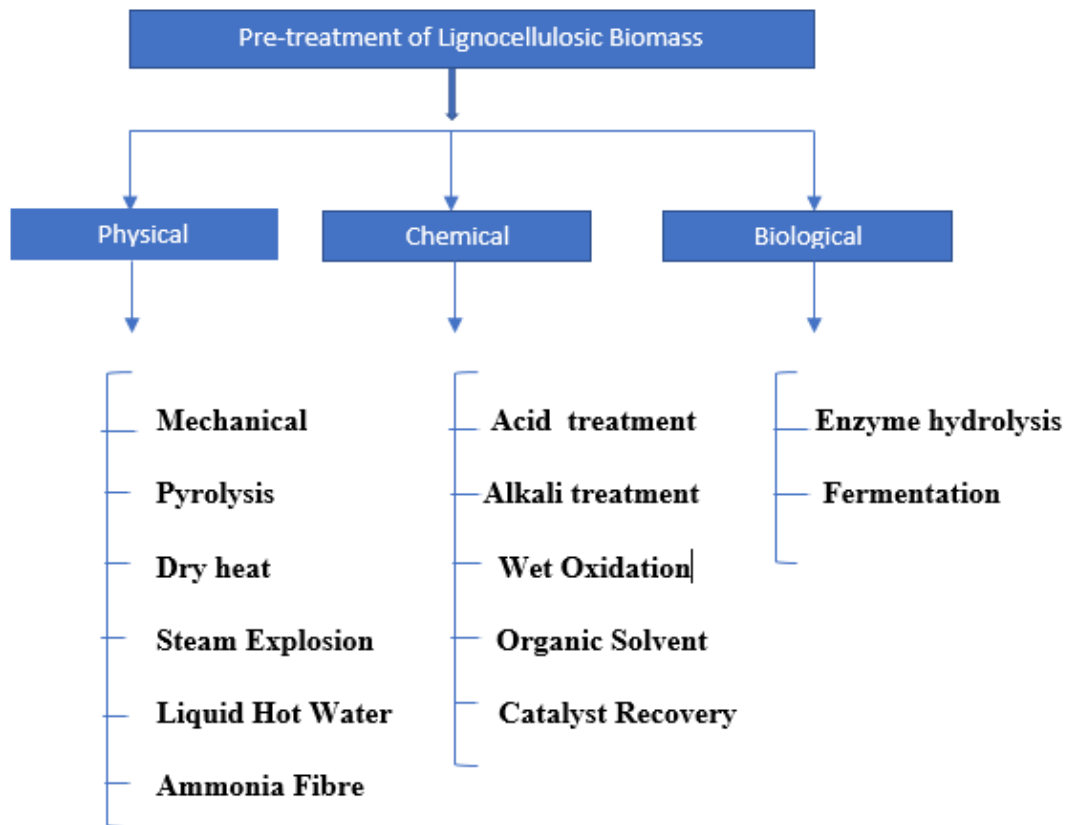 Pre-treatment of Lignocellulosic Biomass
Physical
Chemical
Biological
Mechanical
Pyrolysis
Dry heat
Steam Explosion
Liquid Hot Water
Ammonia Fibre
Acid treatment
Alkali treatment
Wet Oxidation
Organic Solvent
Catalyst Recovery
Enzyme hydrolysis
Fermentation